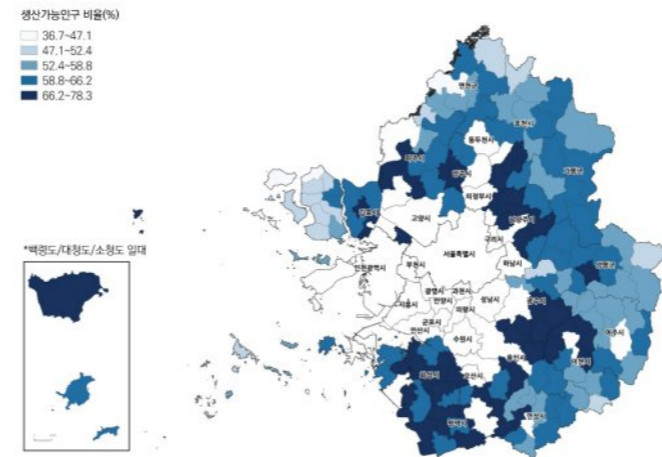 생산가능인구 비율(%)
36.7~47.1
47.1~52.4
52.4~58.8
58.8~66.2
66.2~78.3
연천군
포천시
동두천시
파주시
양주시
가평군
의정부시
김포시
고양시
남양주시
구리시
*백령도/대청도/소청도 일대
서울특별시
하남시
양평군
인천광역시
부천시
광명시
과천시
안양시
성남시
광주시
시흥시
의왕시
군포시
안산시
여주시
수원시
이천시
용인시
화성시
오산시
평택시
안성시